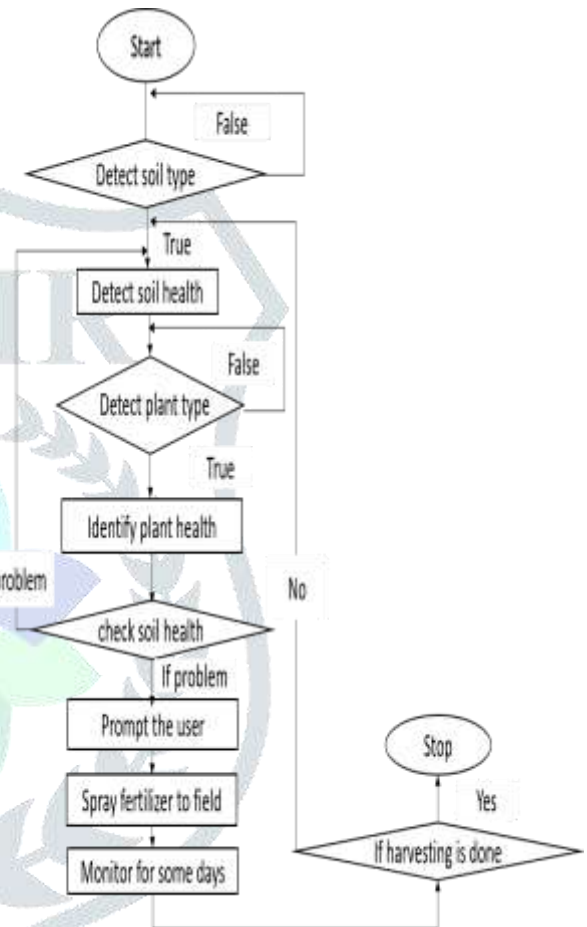 Start
False
Detect soil type
True
Detect soil health
False
Detect plant type
True
Identify plant health
problem
No
check soil health
If problem
Prompt the user
Stop
Spray fertilizer to field
Yes
If harvesting is done
Monitor for some days